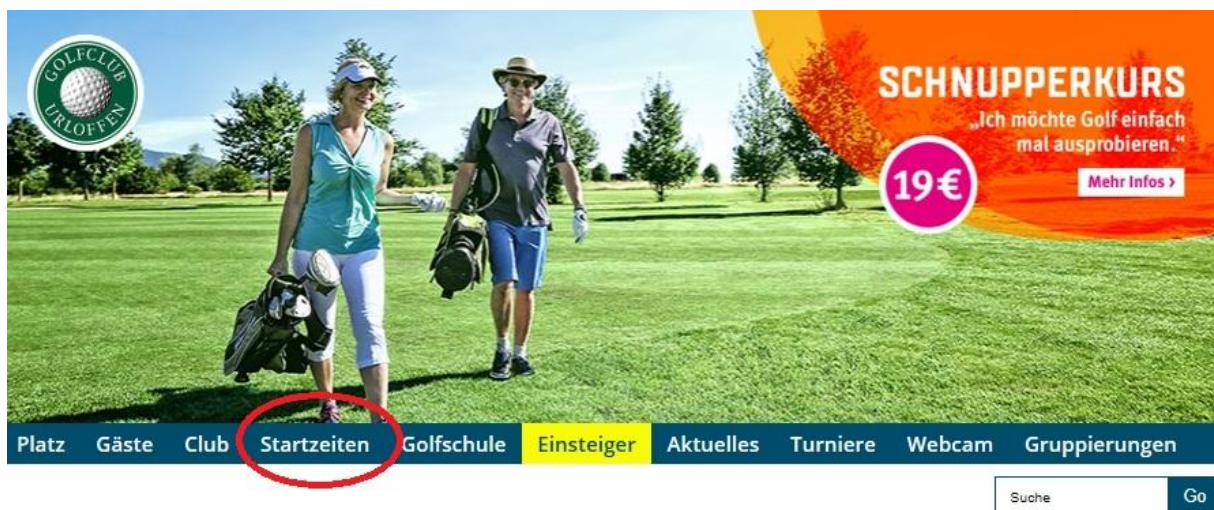 GOLFCLUB
URLOFFEN
SCHNUPPERKURS
„Ich möchte Golf einfach
mal ausprobieren.“
19€
Mehr Infos >
Platz Gäste Club Startzeiten Golfschule Einsteiger Aktuelles Turniere Webcam Gruppierungen
Suche Go